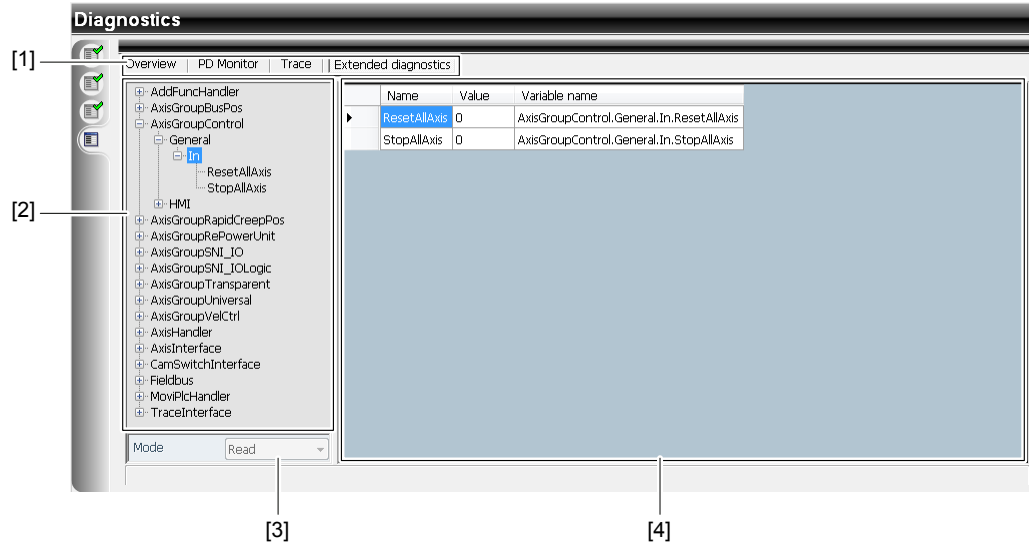 Diagnostics
[1]
Overview PD Monitor Trace Extended diagnostics
[2]
AddFuncHandler
AxisGroupBusPos
AxisGroupControl
General
In
ResetAllAxis
StopAllAxis
HMI
AxisGroupRapidCreepPos
AxisGroupRePowerUnit
AxisGroupSNI_IO
AxisGroupSNI_IOLogic
AxisGroupTransparent
AxisGroupUniversal
AxisGroupVelCtrl
AxisHandler
AxisInterface
CamSwitchInterface
Fieldbus
MoviPlcHandler
TraceInterface
Mode Read
Name Value Variable name
ResetAllAxis 0 AxisGroupControl.General.In.ResetAllAxis
StopAllAxis 0 AxisGroupControl.General.In.StopAllAxis
[3] [4]